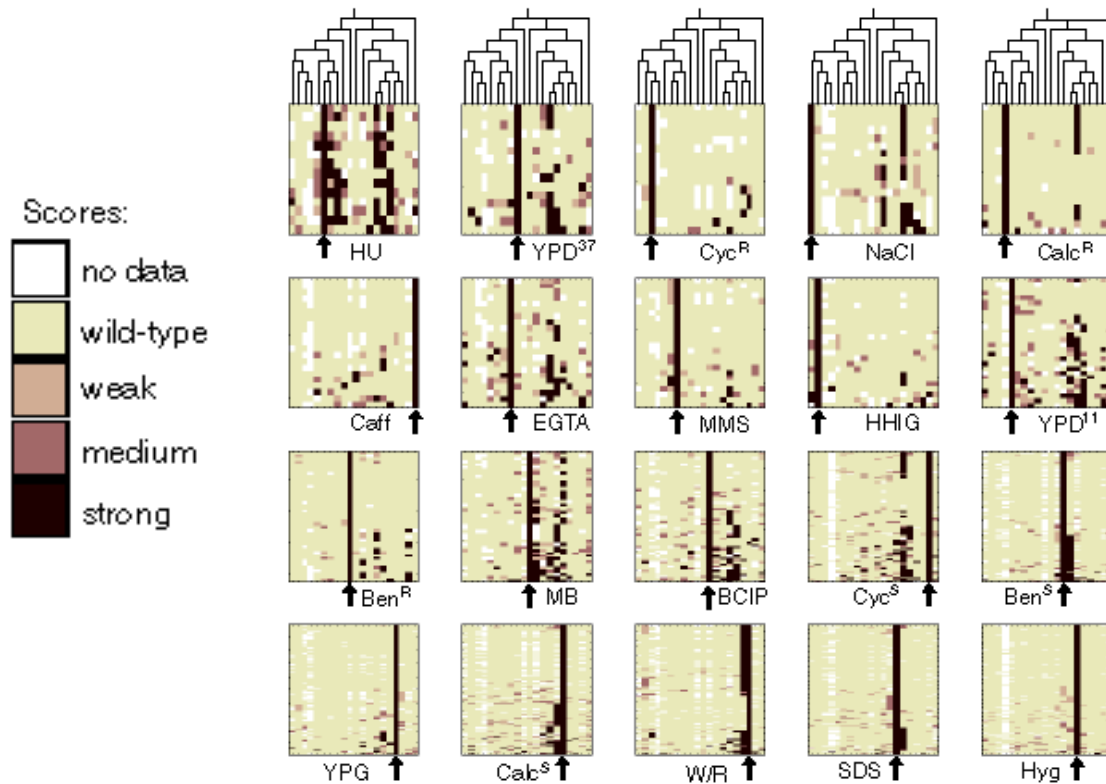 Scores:
no data
wild-type
weak
medium
strong
HU
YPD³⁷
Cycᴿ
NaCl
Calcᴿ
Caff
EGTA
MMS
HHIG
YPD¹¹
Benᴿ
MB
BCIP
Cycˢ
Benˢ
YPG
Calcˢ
W/R
SDS
Hyg